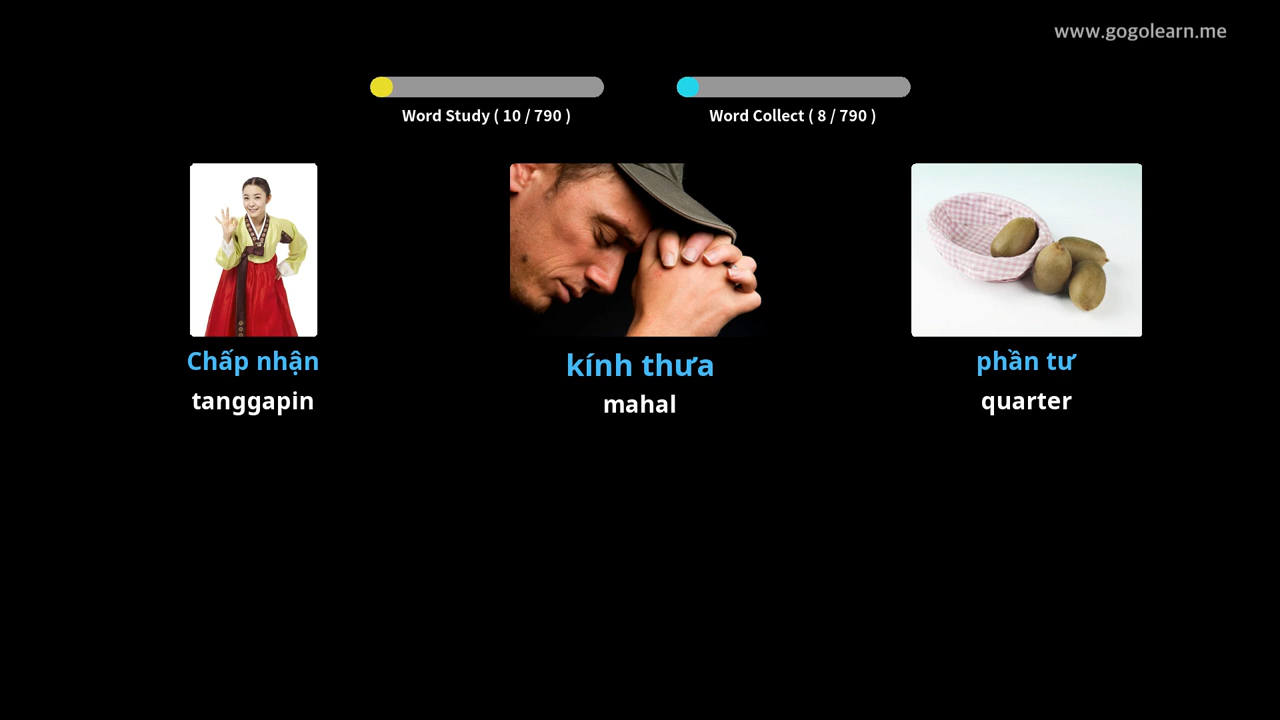 www.gogolearn.me
Word Study ( 10 / 790 )
Word Collect ( 8 / 790 )
Chấp nhận
tanggapin
kính thưa
mahal
phần tư
quarter